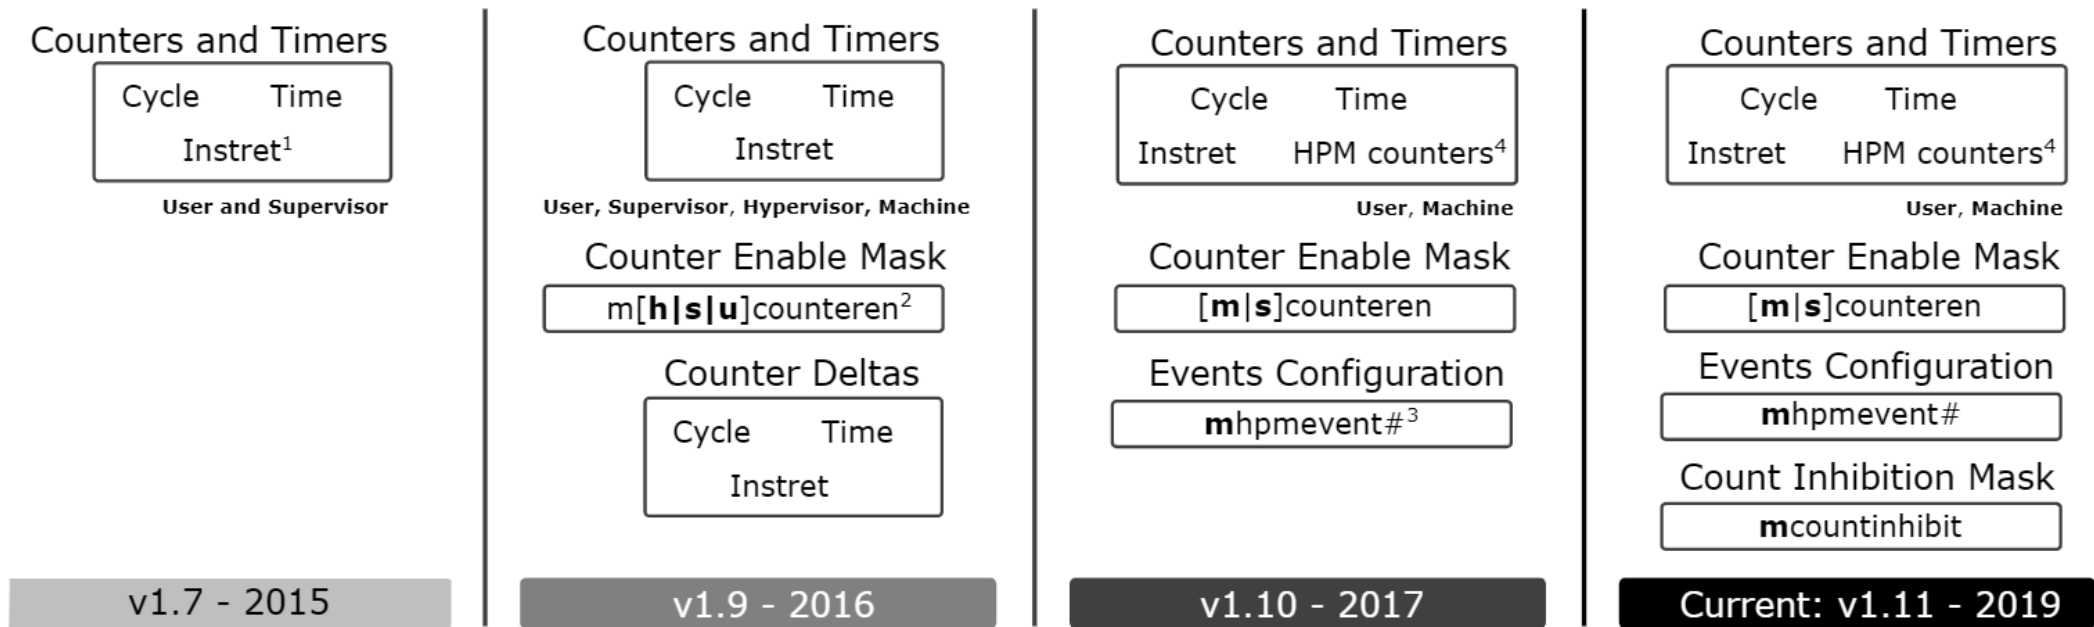 Counters and Timers
Cycle Time
Instret¹
User and Supervisor
v1.7 - 2015
Counters and Timers
Cycle Time
Instret
User, Supervisor, Hypervisor, Machine
Counter Enable Mask
m[h|s|u]counteren²
Counter Deltas
Cycle Time
Instret
v1.9 - 2016
Counters and Timers
Cycle Time
Instret HPM counters⁴
User, Machine
Counter Enable Mask
[m|s]counteren
Events Configuration
mhpmevent#³
v1.10 - 2017
Counters and Timers
Cycle Time
Instret HPM counters⁴
User, Machine
Counter Enable Mask
[m|s]counteren
Events Configuration
mhpmevent#
Count Inhibition Mask
mcountinhibit
Current: v1.11 - 2019